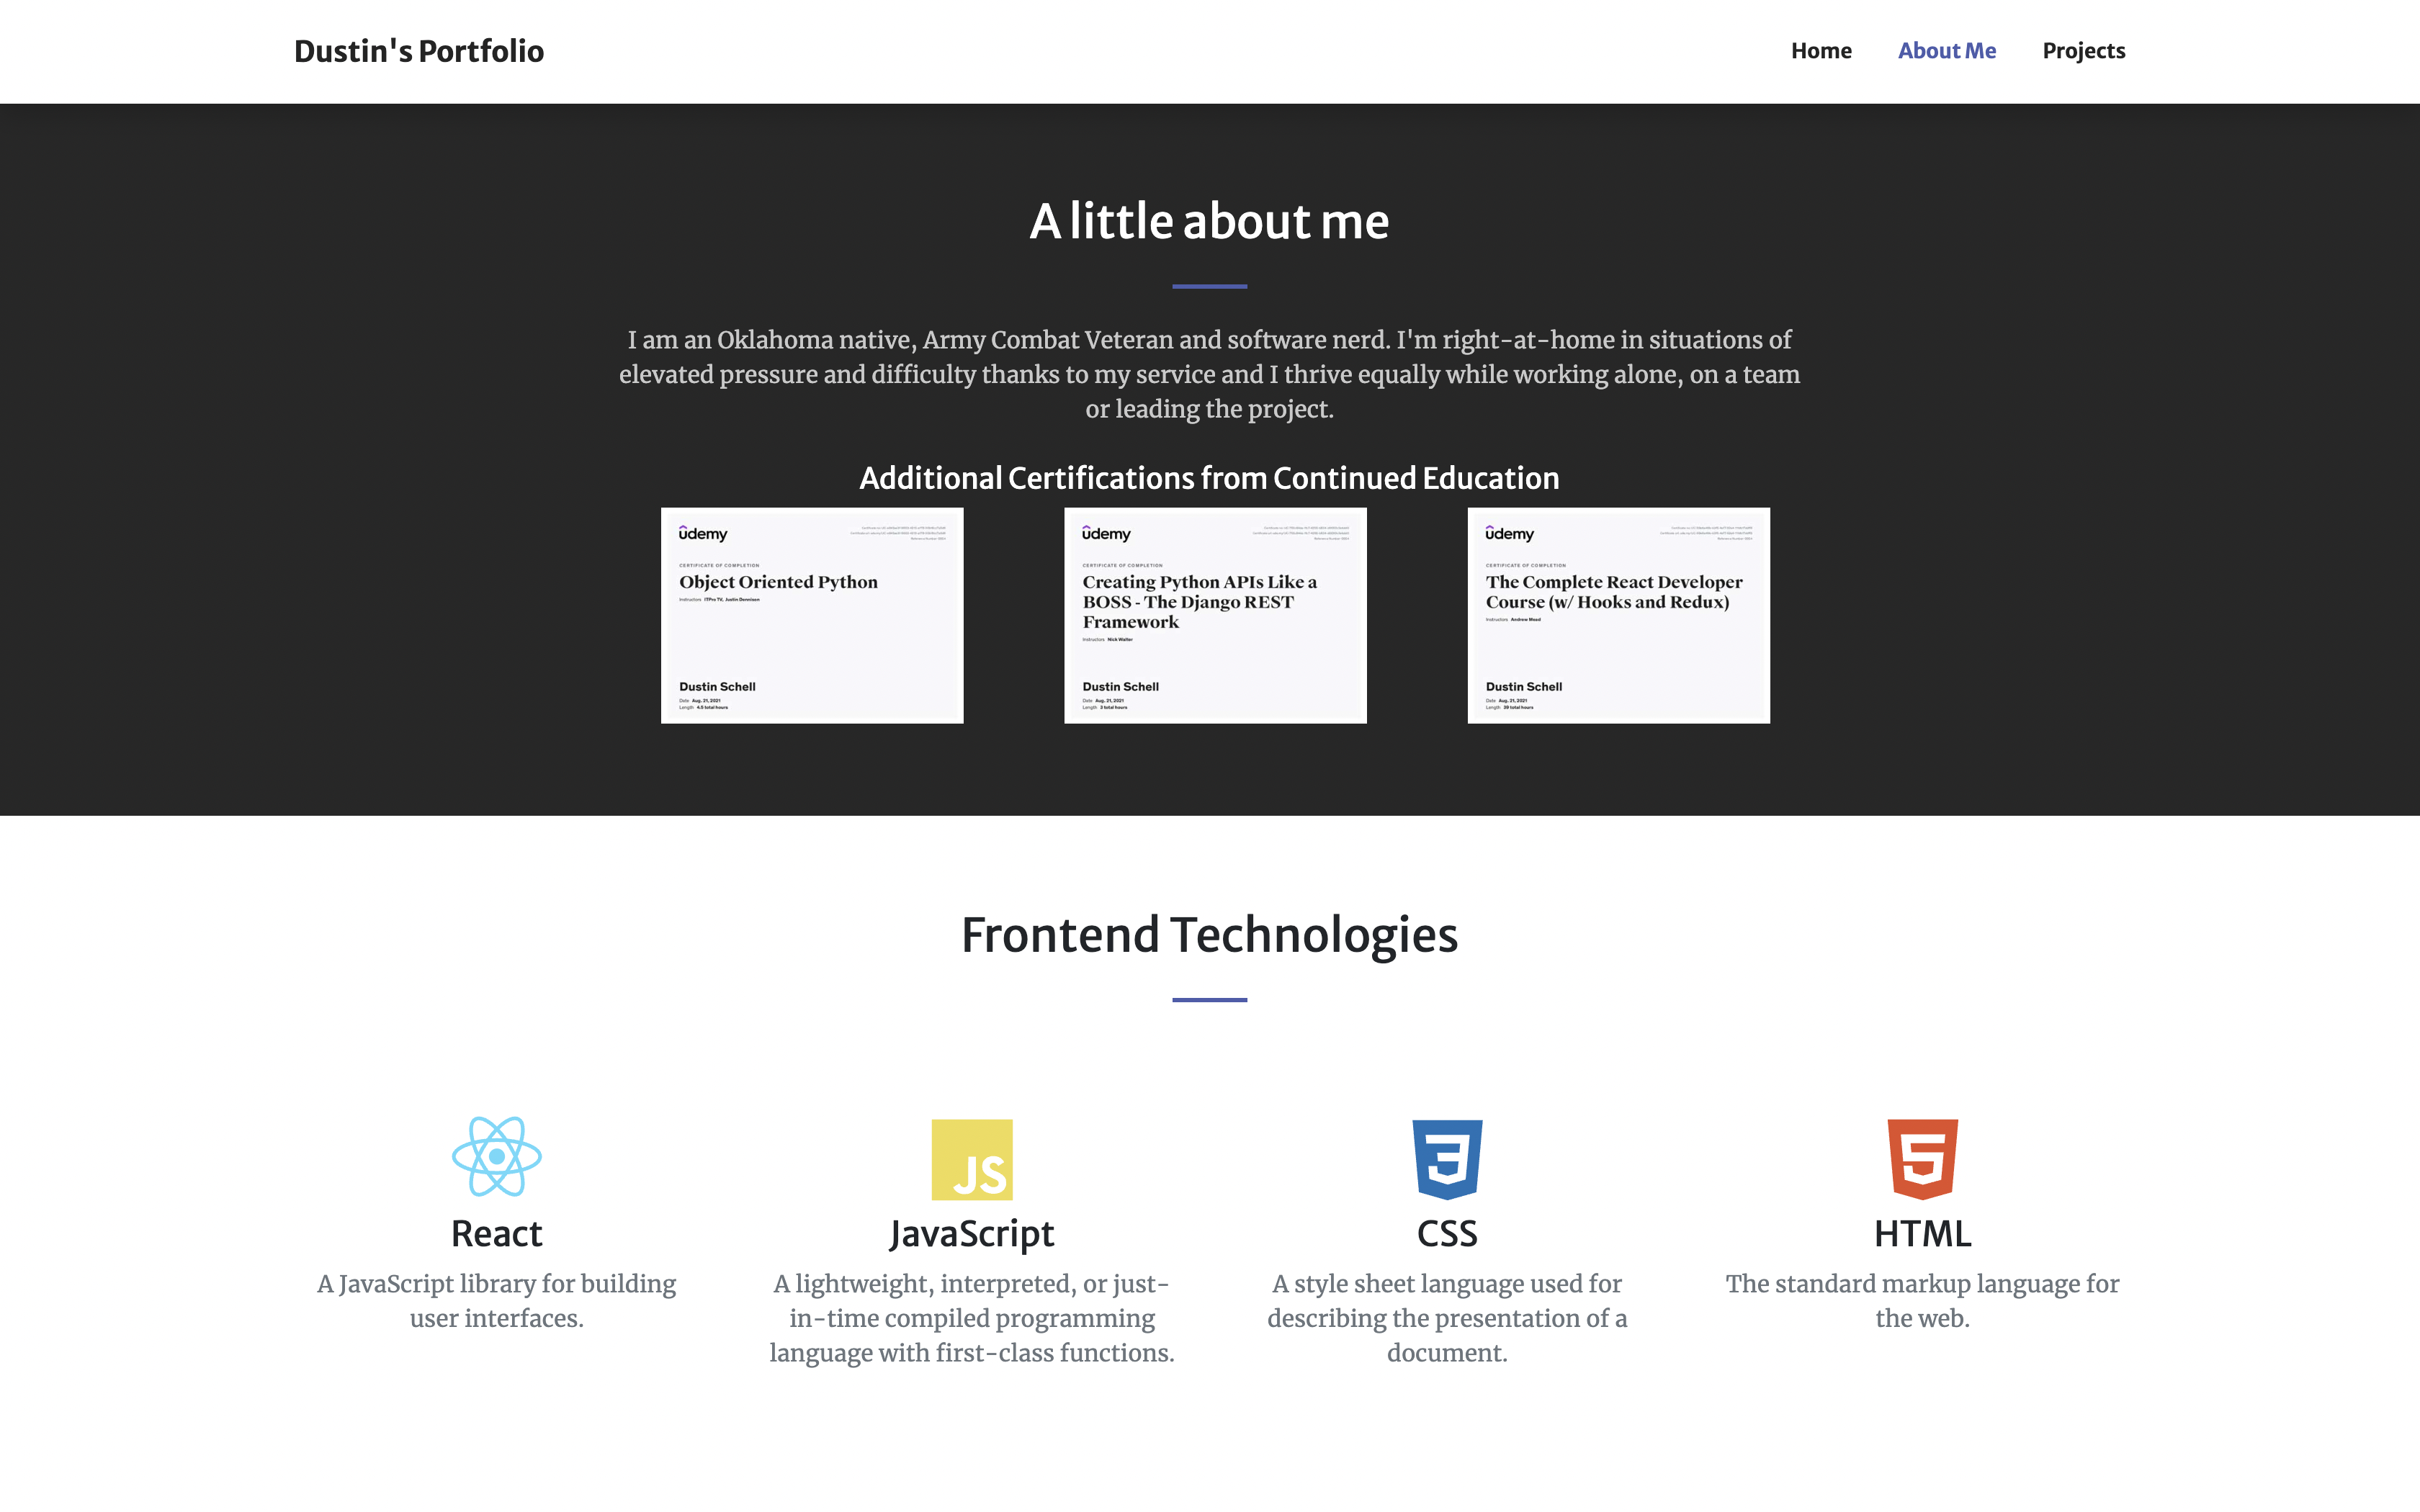 Dustin's Portfolio
Home
About Me
Projects
A little about me
I am an Oklahoma native, Army Combat Veteran and software nerd. I'm right-at-home in situations of
elevated pressure and difficulty thanks to my service and I thrive equally while working alone, on a team
or leading the project.
Additional Certifications from Continued Education
udemy
CERTIFICATE OF COMPLETION
Object Oriented Python
Instructors ITPro TV, Justin Dennison
Dustin Schell
Date Aug. 21, 2021
Length 4.5 total hours
udemy
CERTIFICATE OF COMPLETION
Creating Python APIs Like a
BOSS - The Django REST
Framework
Instructors Nick Walter
Dustin Schell
Date Aug. 21, 2021
Length 3 total hours
udemy
CERTIFICATE OF COMPLETION
The Complete React Developer
Course (w/ Hooks and Redux)
Instructors Andrew Mead
Dustin Schell
Date Aug. 21, 2021
Length 39 total hours
Frontend Technologies
React
A JavaScript library for building
user interfaces.
JS
JavaScript
A lightweight, interpreted, or just-
in-time compiled programming
language with first-class functions.
3
CSS
A style sheet language used for
describing the presentation of a
document.
5
HTML
The standard markup language for
the web.